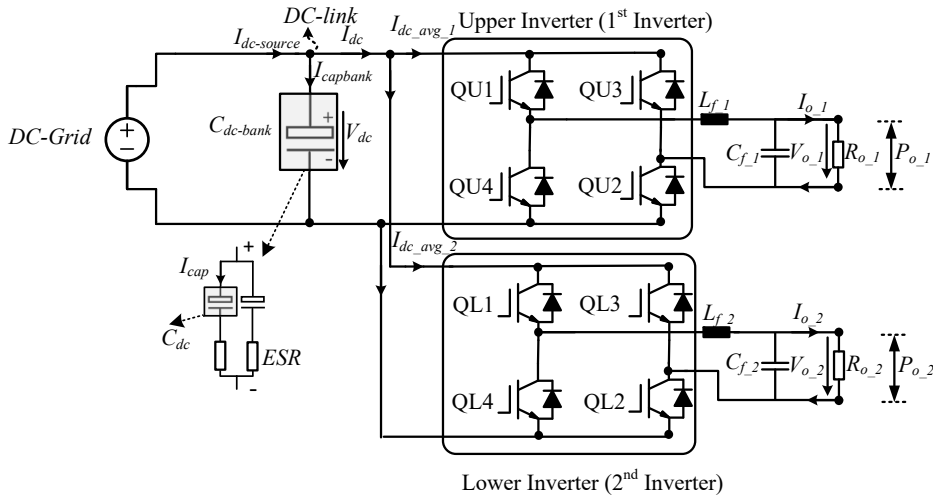 DC-link
Upper Inverter (1st Inverter)
I_dc-source
I_dc
I_dc_avg_1
I_capbank
QU1
QU3
L_f_1
I_o_1
C_dc-bank
+
-
V_dc
DC-Grid
+
-
C_f_1
V_o_1
R_o_1
P_o_1
QU4
QU2
I_dc_avg_2
+
I_cap
C_dc
ESR
-
QL1
QL3
L_f_2
I_o_2
C_f_2
V_o_2
R_o_2
P_o_2
QL4
QL2
Lower Inverter (2nd Inverter)